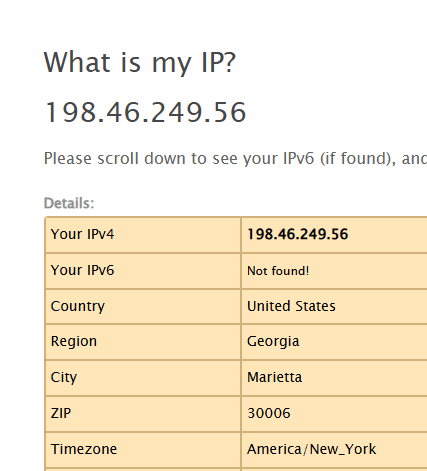 What is my IP?
198.46.249.56
Please scroll down to see your IPv6 (if found), and
Details:
Your IPv4 198.46.249.56
Your IPv6 Not found!
Country United States
Region Georgia
City Marietta
ZIP 30006
Timezone America/New_York